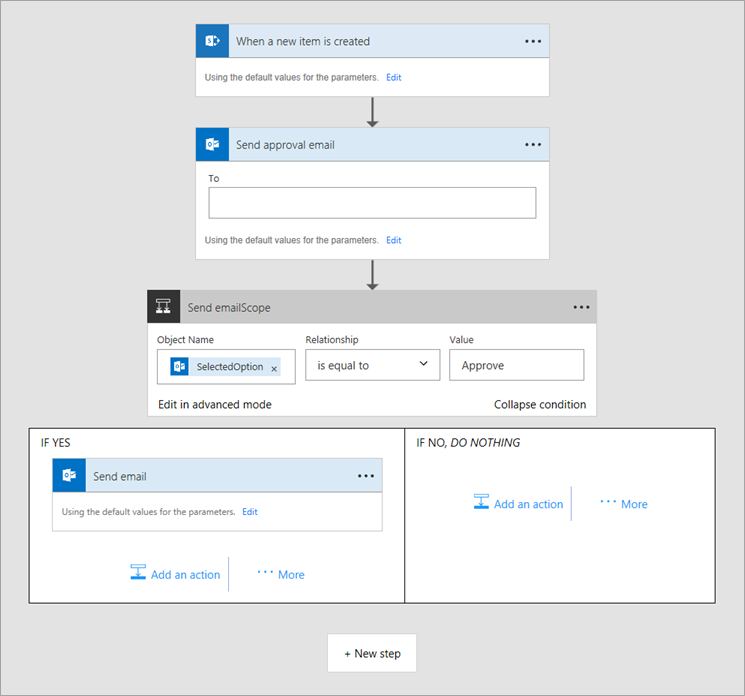 When a new item is created
Using the default values for the parameters. Edit
Send approval email
To
Using the default values for the parameters. Edit
Send emailScope
Object Name Relationship Value
SelectedOption × is equal to Approve
Edit in advanced mode Collapse condition
IF YES
Send email
Using the default values for the parameters. Edit
Add an action More
IF NO, DO NOTHING
Add an action More
+ New step